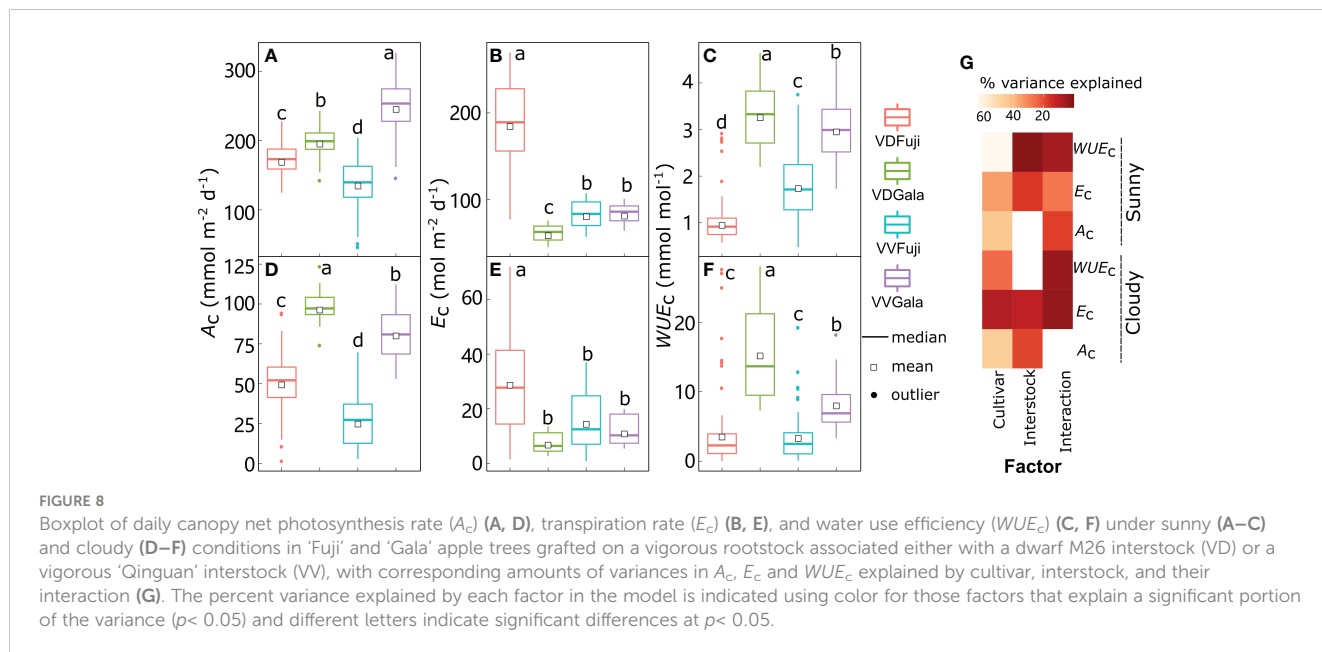 A
B
C
G
a
b
c
d
a
b
b
c
a
b
c
d
300
200
100
200
100
4
3
2
1
VDFuji
VDGala
VVFuji
VVGala
median
mean
outlier
% variance explained
60 40 20 0
WUEC
EC
AC
WUEC
EC
AC
Sunny
Cloudy
Cultivar
Interstock
Interaction
Factor
AC (mmol m-2 d-1)
EC (mol m-2 d-1)
WUEC (mmol mol-1)
D
E
F
c
a
d
b
a
b
b
b
c
a
c
b
125
100
75
50
25
0
60
40
20
0
20
10
0
FIGURE 8
Boxplot of daily canopy net photosynthesis rate (Ac) (A, D), transpiration rate (Ec) (B, E), and water use efficiency (WUEc) (C, F) under sunny (A–C)
and cloudy (D–F) conditions in ‘Fuji’ and ‘Gala’ apple trees grafted on a vigorous rootstock associated either with a dwarf M26 interstock (VD) or a
vigorous ‘Qinguan’ interstock (VV), with corresponding amounts of variances in Ac, Ec and WUEc explained by cultivar, interstock, and their
interaction (G). The percent variance explained by each factor in the model is indicated using color for those factors that explain a significant portion
of the variance (p< 0.05) and different letters indicate significant differences at p< 0.05.